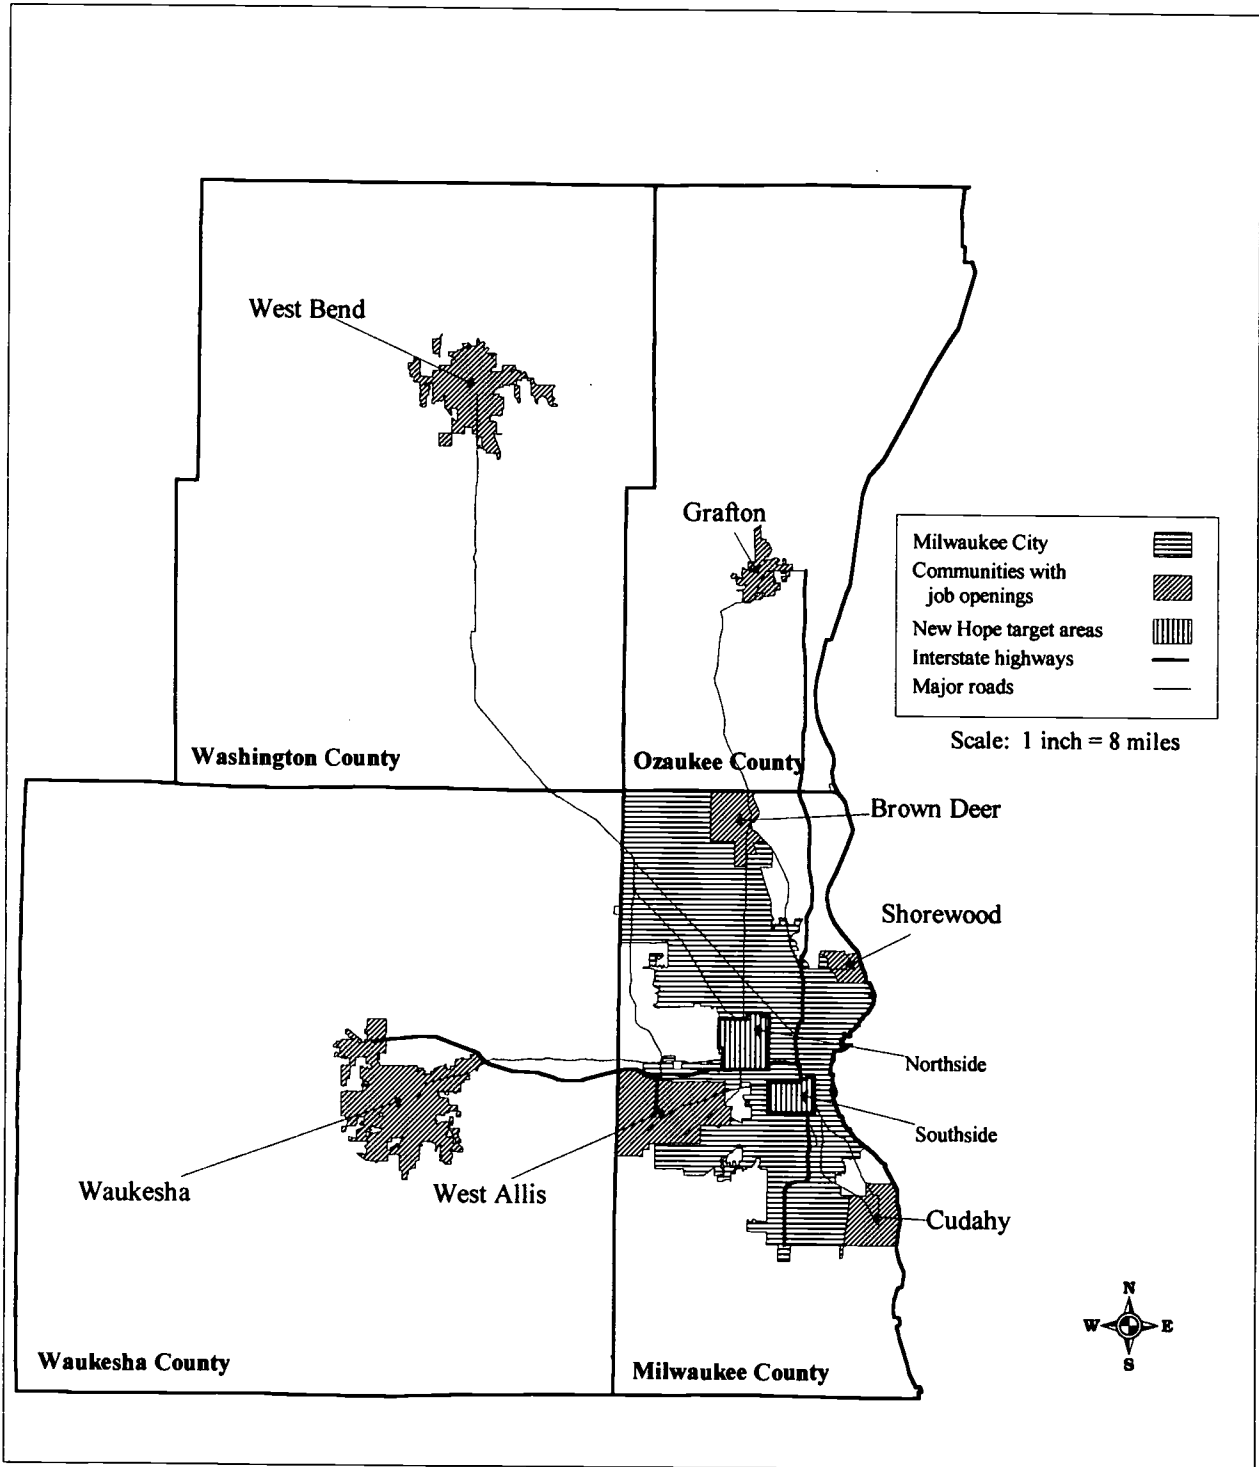 West Bend
Grafton
Milwaukee City
Communities with
job openings
New Hope target areas
Interstate highways
Major roads
Scale: 1 inch = 8 miles
Washington County
Ozaukee County
Brown Deer
Shorewood
Northside
Southside
Waukesha
West Allis
Cudahy
N
W E
S
Waukesha County
Milwaukee County